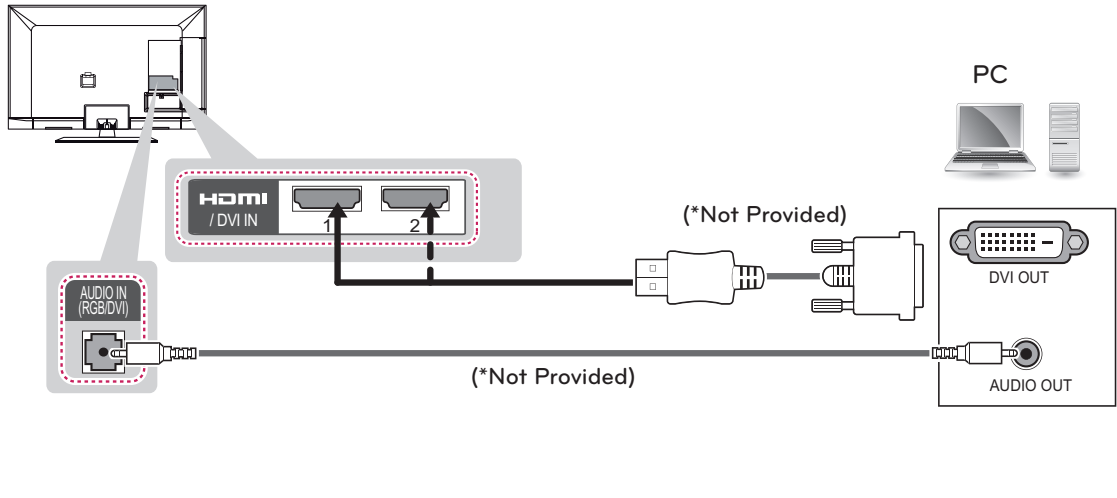 PC
HDMI
/ DVI IN
1
2
(*Not Provided)
DVI OUT
AUDIO IN
(RGB/DVI)
(*Not Provided)
AUDIO OUT